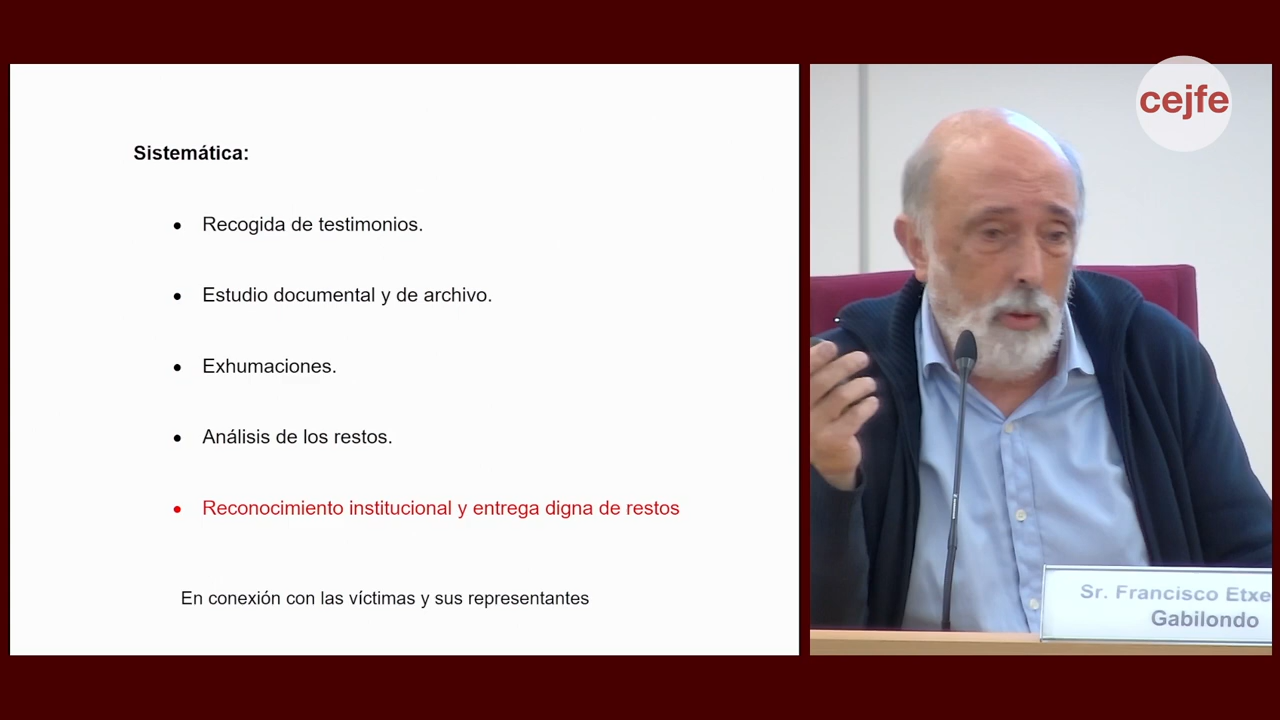 Sistemática:
• Recogida de testimonios.
• Estudio documental y de archivo.
• Exhumaciones.
• Análisis de los restos.
• Reconocimiento institucional y entrega digna de restos
En conexión con las víctimas y sus representantes
cejfe
Sr. Francisco Etxe
Gabilondo